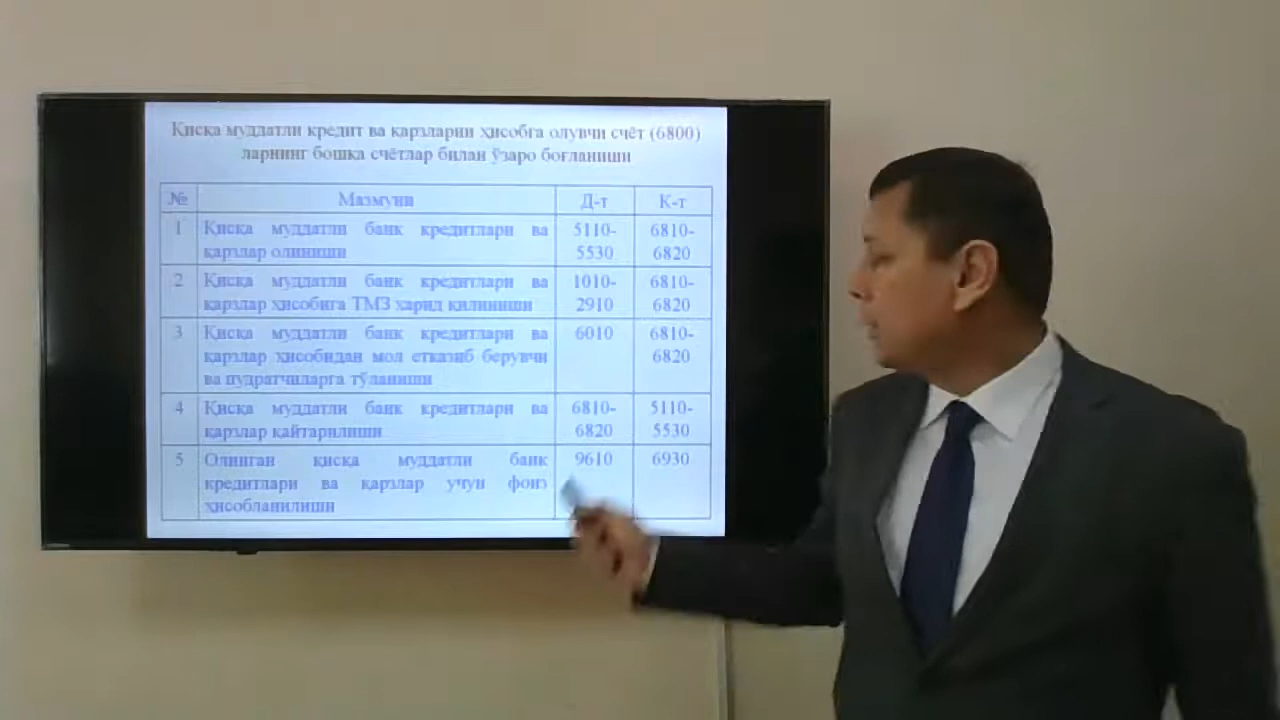 Қисқа муддатли кредит ва қарзларни ҳисобга олувчи счёт (6800)
ларнинг бошқа счётлар билан ўзаро боғланиши
№ Мазмуни Д-т К-т
1 Қисқа муддатли банк кредитлари ва 5110- 6810-
қарзлар олиниши 5530 6820
2 Қисқа муддатли банк кредитлари ва 1010- 6810-
қарзлар ҳисобига ТМЗ харид қилиниши 2910 6820
3 Қисқа муддатли банк кредитлари ва 6010 6810-
қарзлар ҳисобидан мол етказиб берувчи 6820
ва пудратчиларга тўланиши
4 Қисқа муддатли банк кредитлари ва 6810- 5110-
қарзлар қайтарилиши 6820 5530
5 Олинган қисқа муддатли банк 9610 6930
кредитлари ва қарзлар учун фоиз
ҳисобланилиши